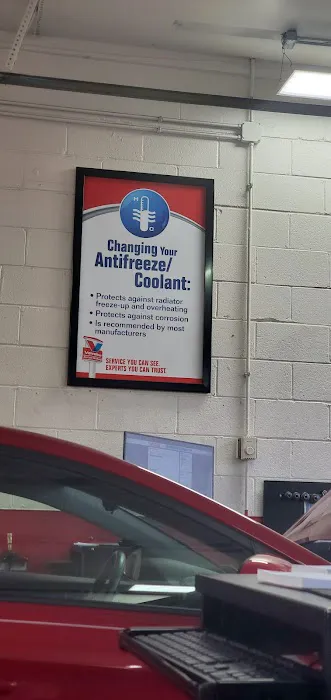 Changing Your
Antifreeze/
Coolant:
• Protects against radiator
freeze-up and overheating
• Protects against corrosion
• Is recommended by most
manufacturers
SERVICE YOU CAN SEE.
EXPERTS YOU CAN TRUST.